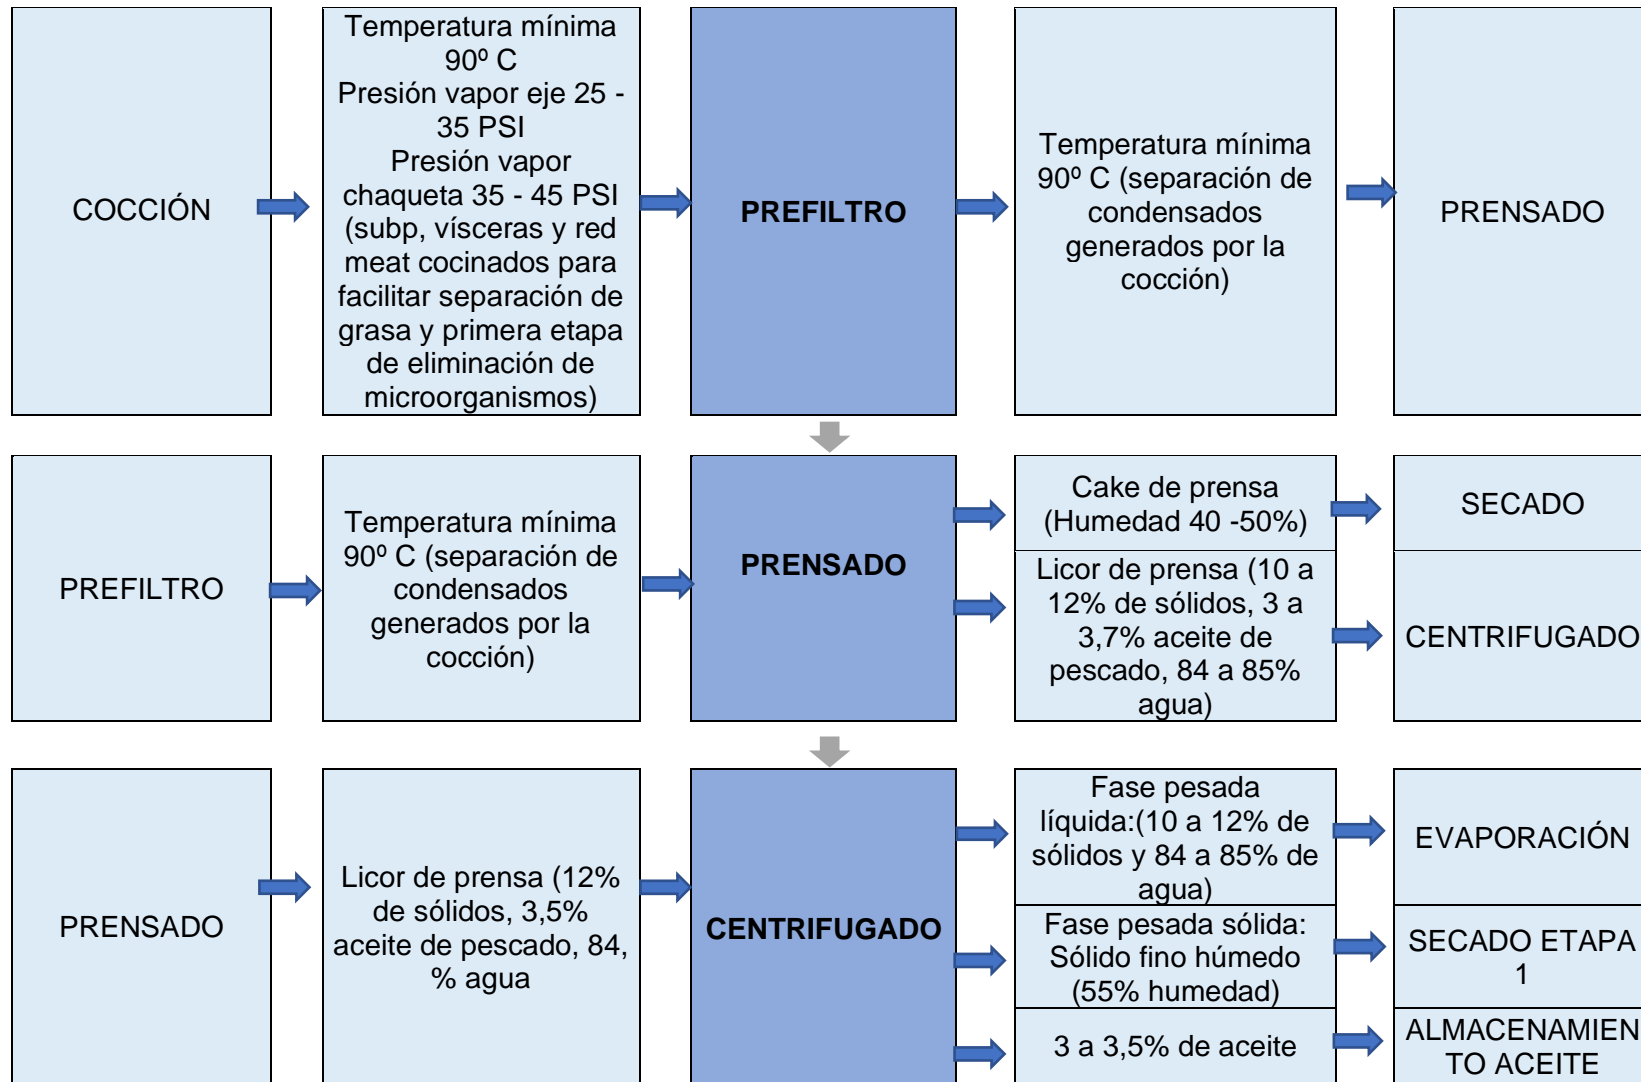 COCCIÓN
Temperatura mínima
90º C
Presión vapor eje 25 -
35 PSI
Presión vapor
chaqueta 35 - 45 PSI
(subp, vísceras y red
meat cocinados para
facilitar separación de
grasa y primera etapa
de eliminación de
microorganismos)
PREFILTRO
Temperatura mínima
90º C (separación de
condensados
generados por la
cocción)
PRENSADO
PREFILTRO
Temperatura mínima
90º C (separación de
condensados
generados por la
cocción)
PRENSADO
Cake de prensa
(Humedad 40 -50%)
SECADO
Licor de prensa (10 a
12% de sólidos, 3 a
3,7% aceite de
pescado, 84 a 85%
agua)
CENTRIFUGADO
PRENSADO
Licor de prensa (12%
de sólidos, 3,5%
aceite de pescado, 84,
% agua
CENTRIFUGADO
Fase pesada
líquida:(10 a 12% de
sólidos y 84 a 85% de
agua)
EVAPORACIÓN
Fase pesada sólida:
Sólido fino húmedo
(55% humedad)
SECADO ETAPA
1
3 a 3,5% de aceite
ALMACENAMIEN
TO ACEITE